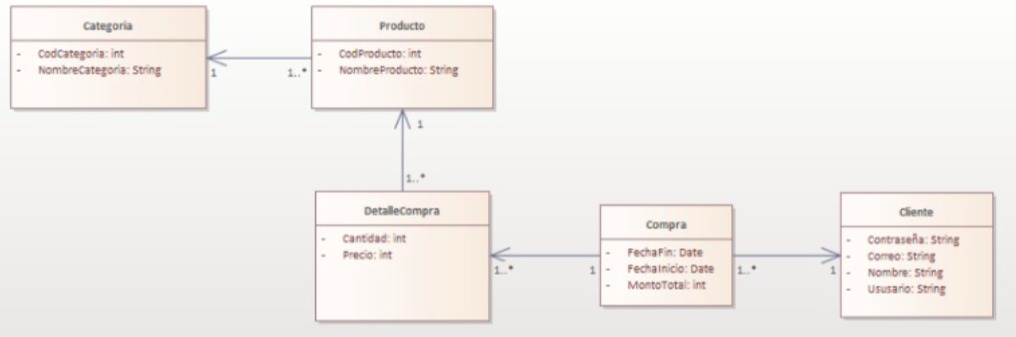 Categoria
- CodCategoria: int
- NombreCategoria: String
1
1..*
Producto
- CodProducto: int
- NombreProducto: String
1
1..*
DetalleCompra
- Cantidad: int
- Precio: int
1..*
1
Compra
- FechaFin: Date
- FechaInicio: Date
- MontoTotal: int
1..*
1
Cliente
- Contraseña: String
- Correo: String
- Nombre: String
- Ususario: String